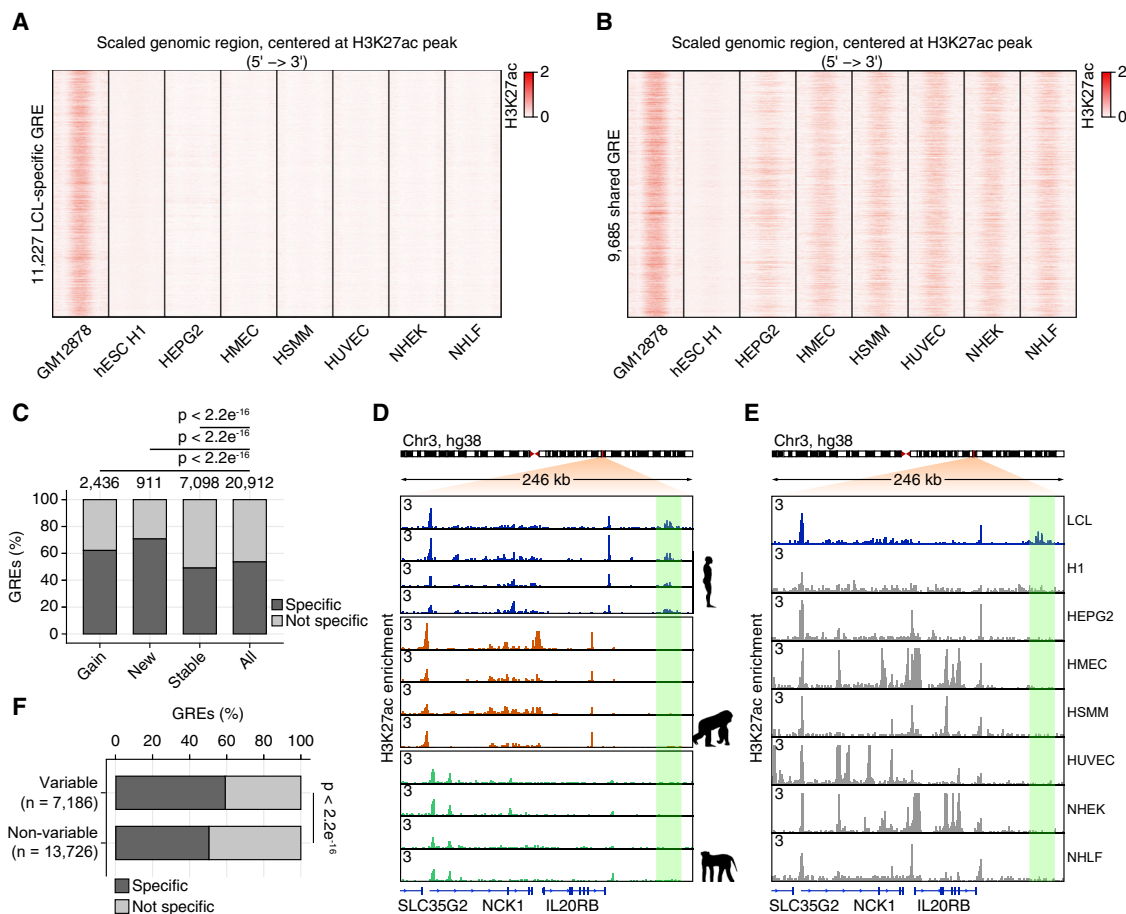 A
Scaled genomic region, centered at H3K27ac peak
(5' –> 3')
11,227 LCL-specific GRE
H3K27ac
2
0
GM12878
hESC H1
HEPG2
HMEC
HSMM
HUVEC
NHEK
NHLF
B
Scaled genomic region, centered at H3K27ac peak
(5' –> 3')
9,685 shared GRE
H3K27ac
2
0
GM12878
hESC H1
HEPG2
HMEC
HSMM
HUVEC
NHEK
NHLF
C
p < 2.2e-16
p < 2.2e-16
p < 2.2e-16
2,436 911 7,098 20,912
GREs (%)
100
80
60
40
20
0
Gain
New
Stable
All
Specific
Not specific
D
Chr3, hg38
246 kb
H3K27ac enrichment
3
3
3
3
3
3
3
3
3
3
3
3
SLC35G2 NCK1 IL20RB
E
Chr3, hg38
246 kb
H3K27ac enrichment
3 LCL
3 H1
3 HEPG2
3 HMEC
3 HSMM
3 HUVEC
3 NHEK
3 NHLF
SLC35G2 NCK1 IL20RB
F
GREs (%)
0 20 40 60 80 100
Variable
(n = 7,186)
Non-variable
(n = 13,726)
p < 2.2e-16
Specific
Not specific